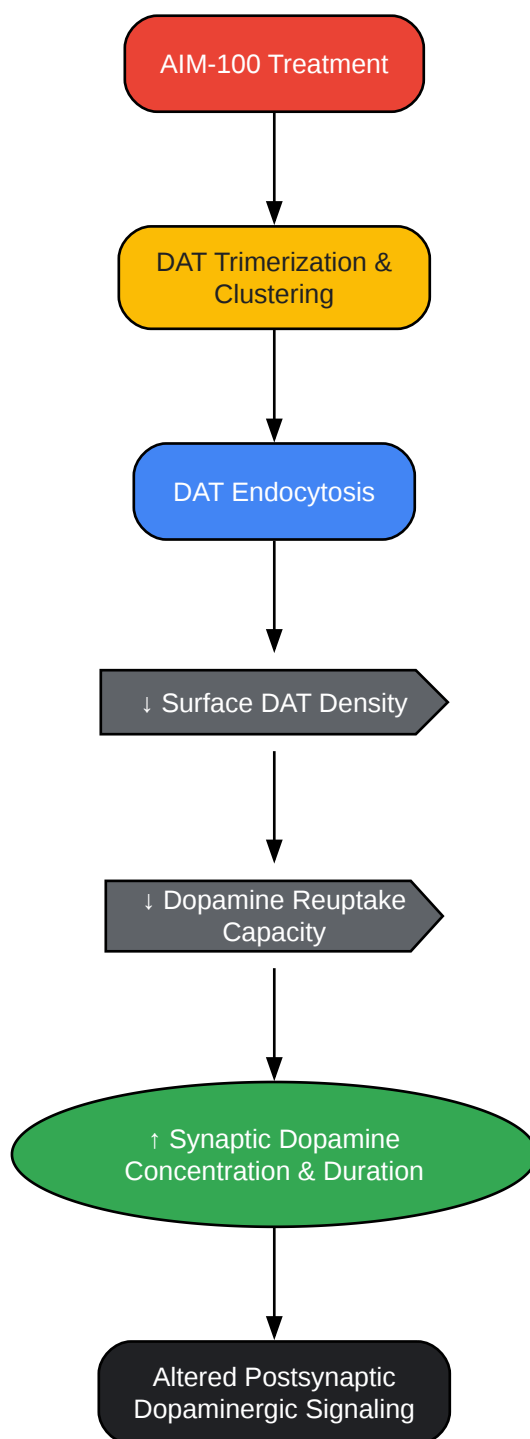 AIM-100 Treatment
DAT Trimerization &
Clustering
DAT Endocytosis
↓ Surface DAT Density
↓ Dopamine Reuptake
Capacity
↑ Synaptic Dopamine
Concentration & Duration
Altered Postsynaptic
Dopaminergic Signaling